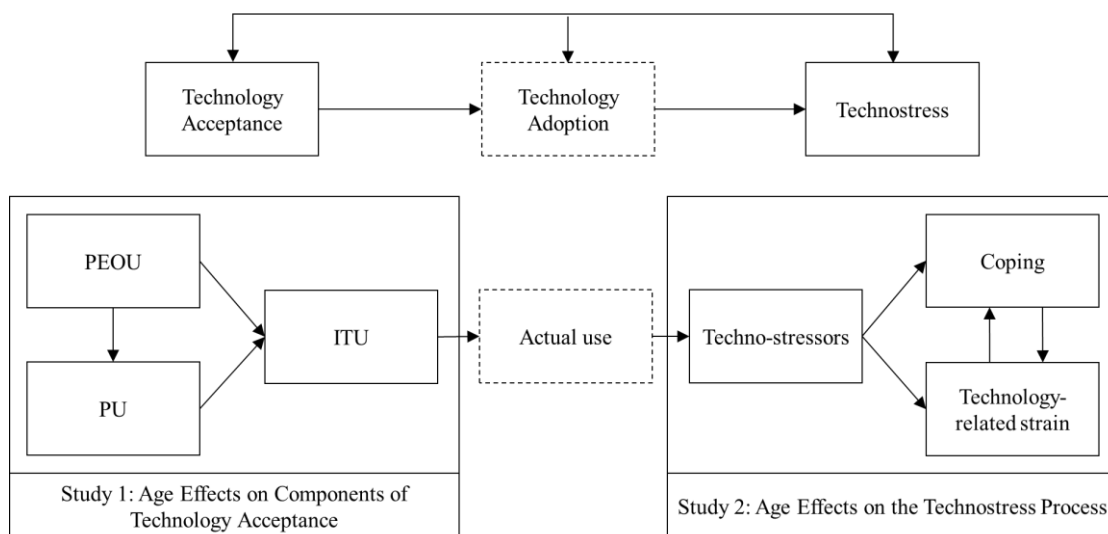 Technology
Acceptance
Technology
Adoption
Technostress
PEOU
PU
ITU
Actual use
Techno-stressors
Coping
Technology-
related strain
Study 1: Age Effects on Components of
Technology Acceptance
Study 2: Age Effects on the Technostress Process